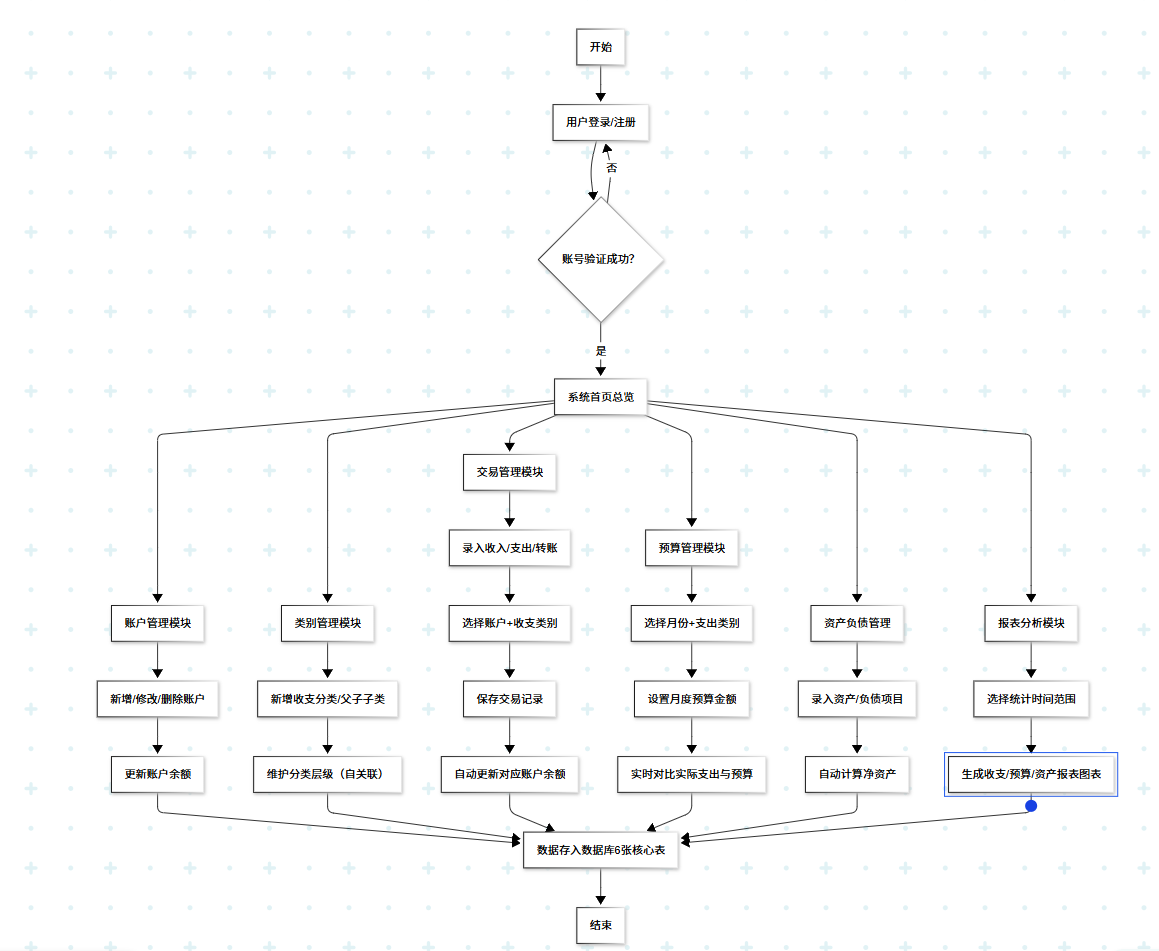 开始
用户登录/注册
否
账号验证成功?
是
系统首页总览
交易管理模块
录入收入/支出/转账
预算管理模块
账户管理模块
类别管理模块
选择账户+收支类别
选择月份+支出类别
资产负债管理
报表分析模块
新增/修改/删除账户
新增收支分类/父子子类
保存交易记录
设置月度预算金额
录入资产/负债项目
选择统计时间范围
更新账户余额
维护分类层级（自关联）
自动更新对应账户余额
实时对比实际支出与预算
自动计算净资产
生成收支/预算/资产报表图表
数据存入数据库6张核心表
结束